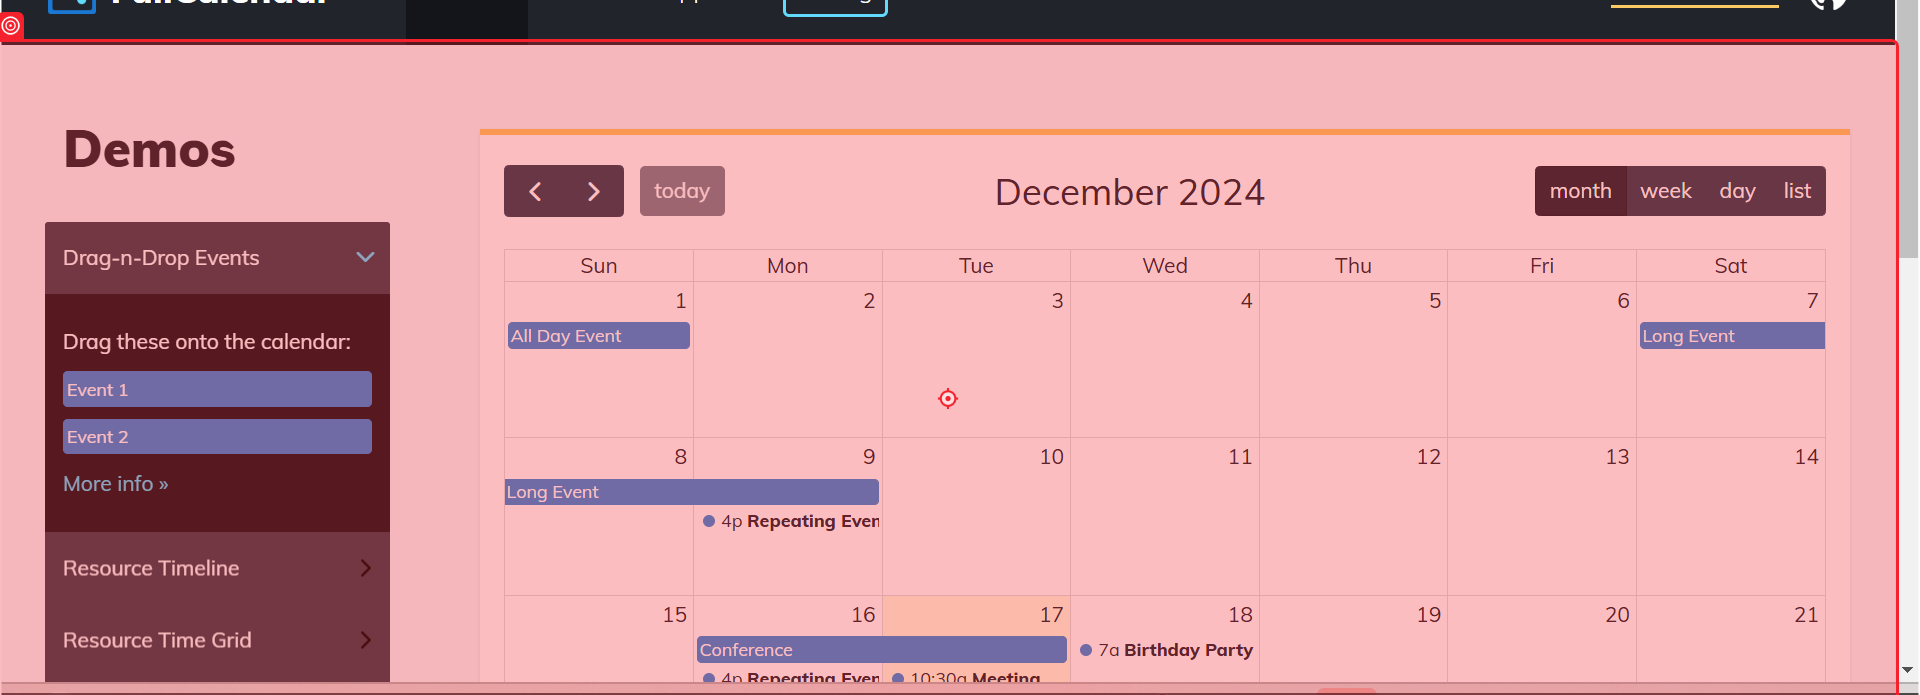 FullCalendar
Demos
today
December 2024
month week day list
Drag-n-Drop Events
Drag these onto the calendar:
Event 1
Event 2
More info »
Resource Timeline
Resource Time Grid
Sun Mon Tue Wed Thu Fri Sat
1 2 3 4 5 6 7
All Day Event Long Event
8 9 10 11 12 13 14
Long Event
4p Repeating Even
15 16 17 18 19 20 21
Conference 7a Birthday Party
4p Repeating Even 10:30a Meeting